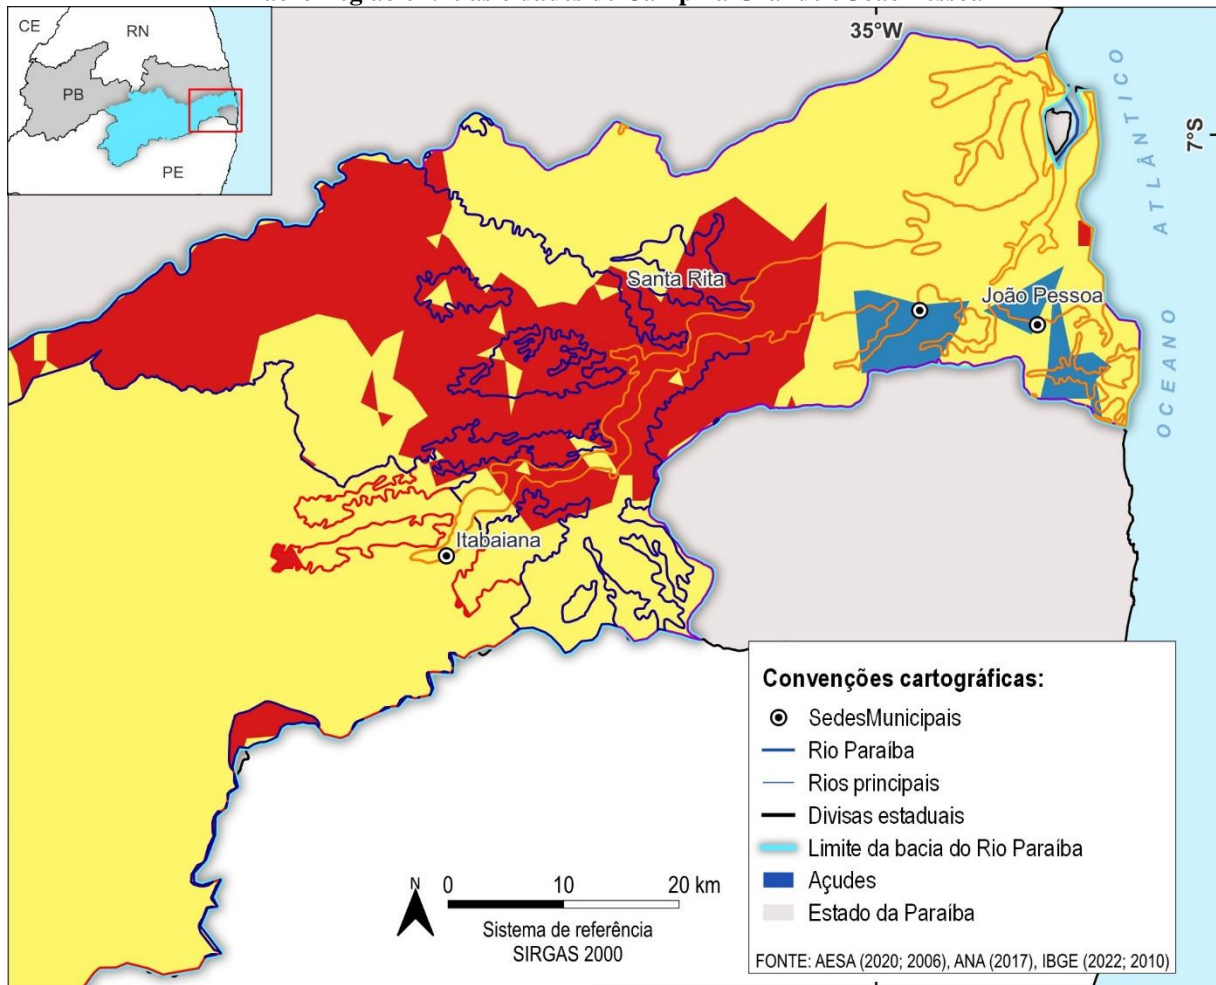 CE
RN
PB
PE
35°W
7°S
OCEANO ATLÂNTICO
Santa Rita
João Pessoa
Itabaiana
N
0 10 20 km
Sistema de referência
SIRGAS 2000
Convenções cartográficas:
SedesMunicipais
Rio Paraíba
Rios principais
Divisas estaduais
Limite da bacia do Rio Paraíba
Açudes
Estado da Paraíba
FONTE: AESA (2020; 2006), ANA (2017), IBGE (2022; 2010)